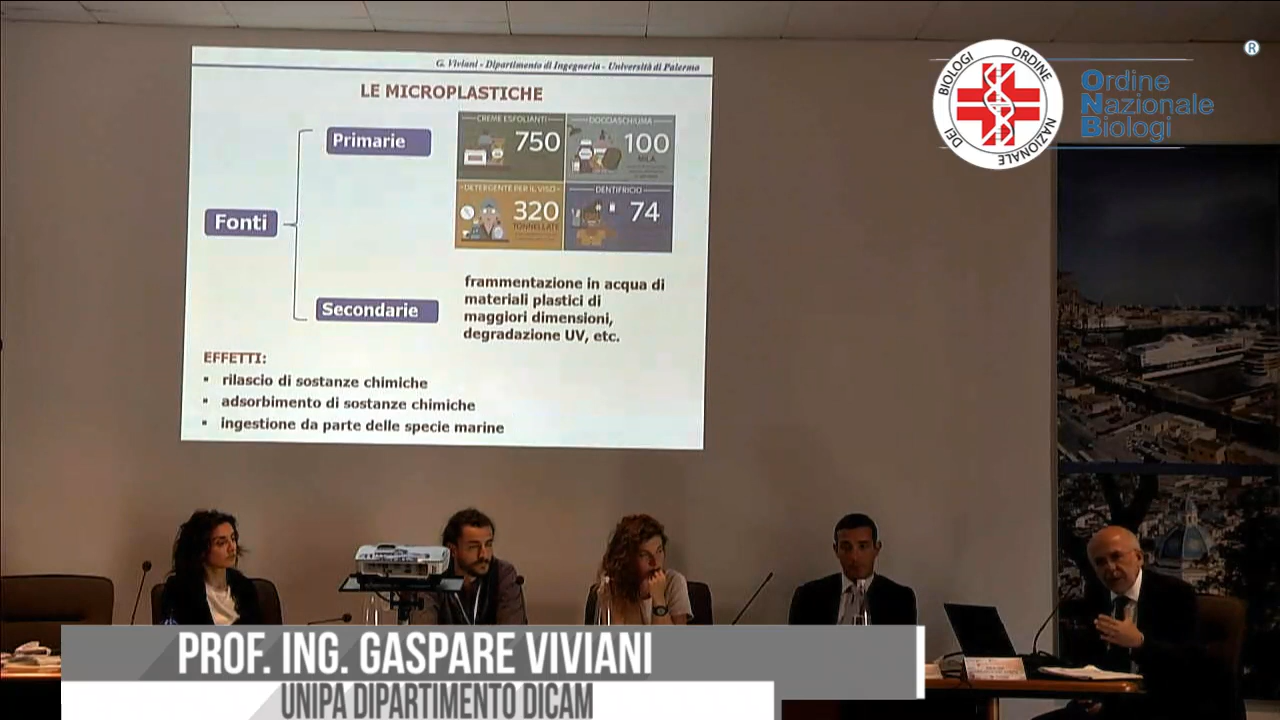 G. Viviani - Dipartimento di Ingegneria - Università di Palermo
LE MICROPLASTICHE
Primarie
CREME ESFOLIANTI
750
DOCCIASCHIUMA
100
MILA
DETERGENTE PER IL VISO
320
TONNELLATE
DENTIFRICIO
74
Fonti
Secondarie
frammentazione in acqua di
materiali plastici di
maggiori dimensioni,
degradazione UV, etc.
EFFETTI:
rilascio di sostanze chimiche
adsorbimento di sostanze chimiche
ingestione da parte delle specie marine
ORDINE NAZIONALE DEI BIOLOGI
Ordine
Nazionale
Biologi
®
PROF. ING. GASPARE VIVIANI
UNIPA DIPARTIMENTO DICAM